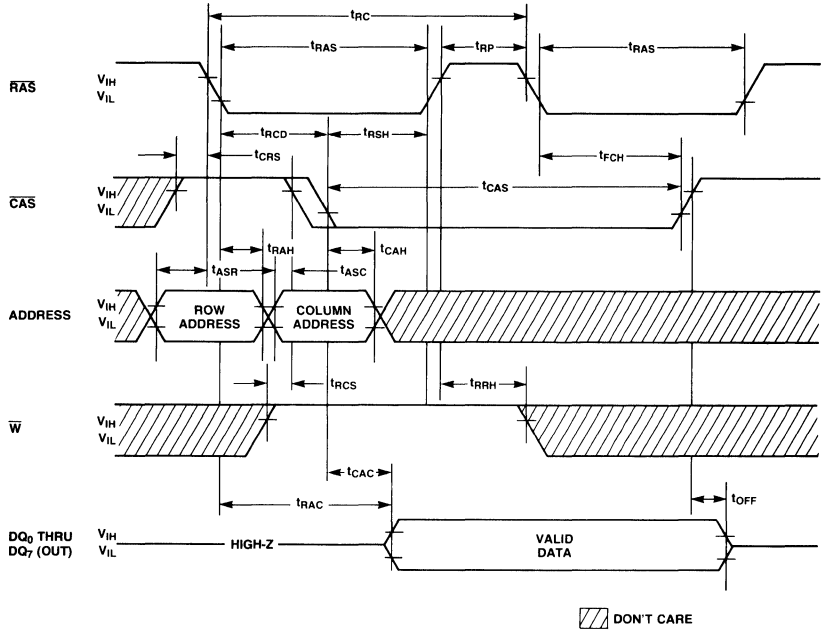 tRC
tRAS tRP tRAS
RAS VIH
VIL
tRCD tRSH
tCRS tFCH
CAS VIH
VIL
tCAS
tRAH tCAH
tASR tASC
ADDRESS VIH
VIL
ROW
ADDRESS
COLUMN
ADDRESS
tRCS tRRH
W VIH
VIL
tCAC
tRAC tOFF
DQ0 THRU
DQ7 (OUT)
VIH
VIL
HIGH-Z
VALID
DATA
DON'T CARE